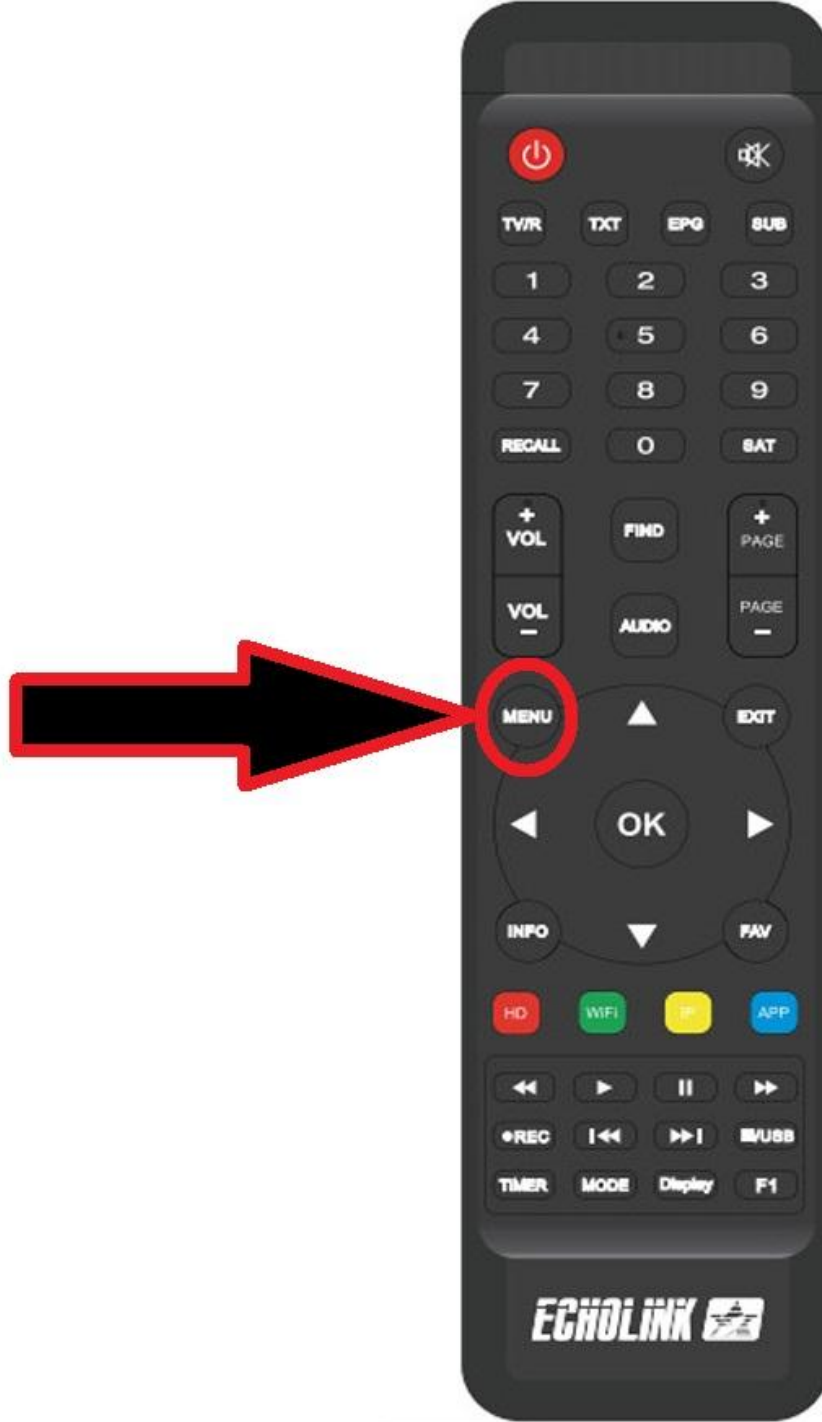 TV/R TXT EPG SUB
1 2 3
4 5 6
7 8 9
RECALL 0 SAT
+ VOL FIND + PAGE
VOL - AUDIO PAGE -
MENU EXIT
OK
INFO FAV
HD WiFi IP APP
REC /USB
TIMER MODE Display F1
ECHOLINK